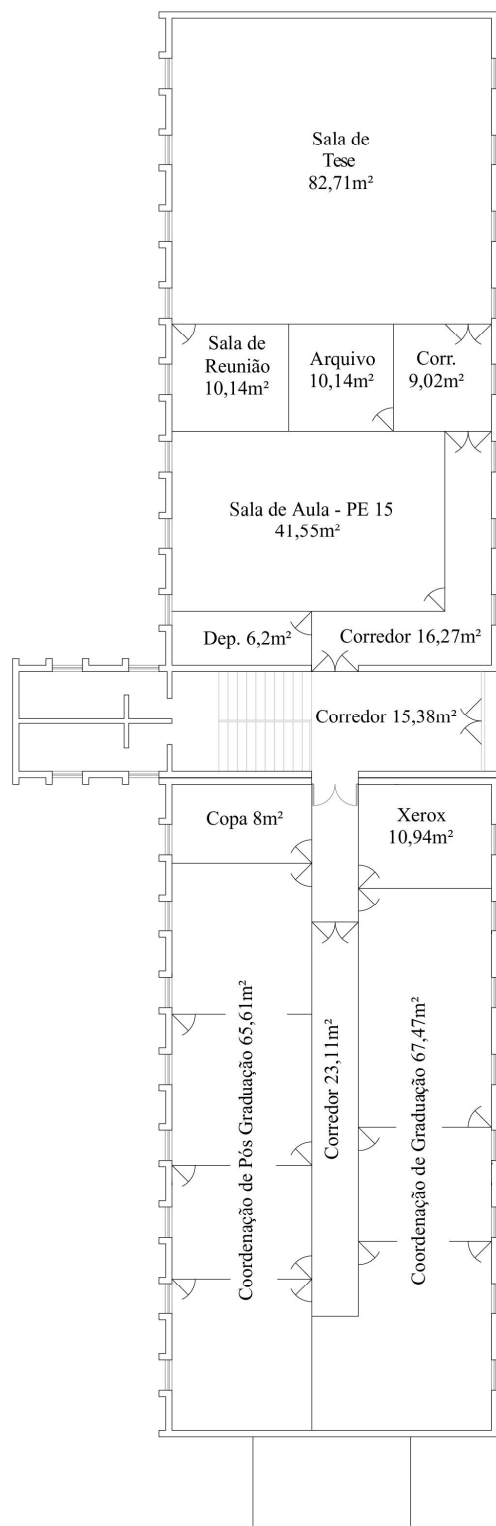 Sala de
Tese
82,71m²
Sala de
Reunião
10,14m²
Arquivo
10,14m²
Corr.
9,02m²
Sala de Aula - PE 15
41,55m²
Dep. 6,2m²
Corredor 16,27m²
Corredor 15,38m²
Copa 8m²
Xerox
10,94m²
Coordenação de Pós Graduação 65,61m²
Corredor 23,11m²
Coordenação de Graduação 67,47m²